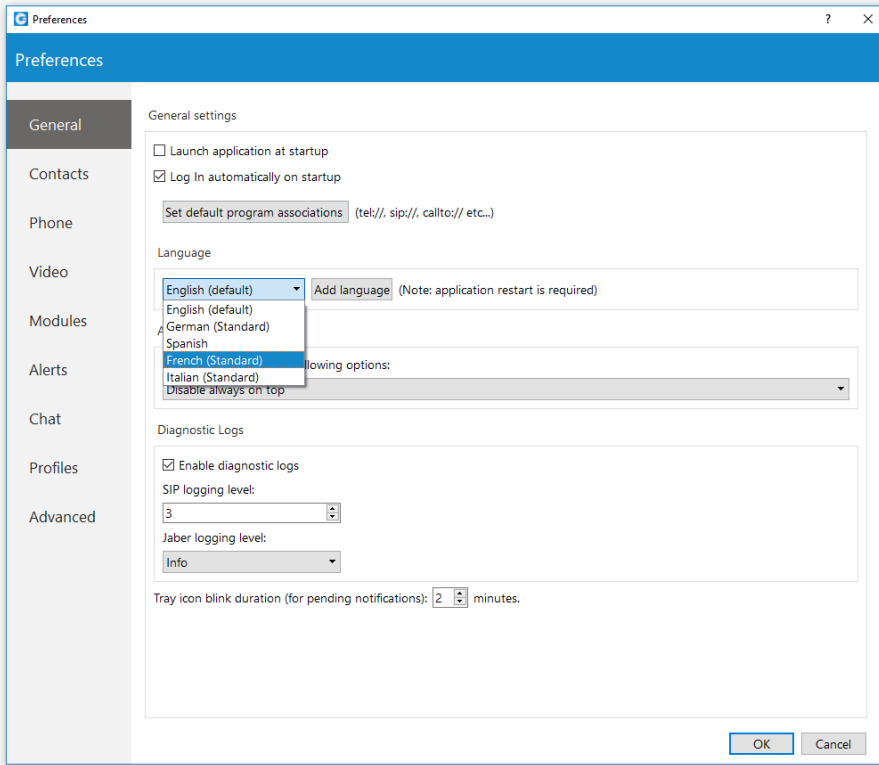 Preferences
?
Preferences
General
Contacts
Phone
Video
Modules
Alerts
Chat
Profiles
Advanced
General settings
Launch application at startup
Log In automatically on startup
Set default program associations (tel://, sip://, callto:// etc...)
Language
English (default) Add language (Note: application restart is required)
English (default)
German (Standard)
Spanish
French (Standard)
Italian (Standard)
lowing options:
Disable always on top
Diagnostic Logs
Enable diagnostic logs
SIP logging level:
3
Jaber logging level:
Info
Tray icon blink duration (for pending notifications): 2 minutes.
OK Cancel